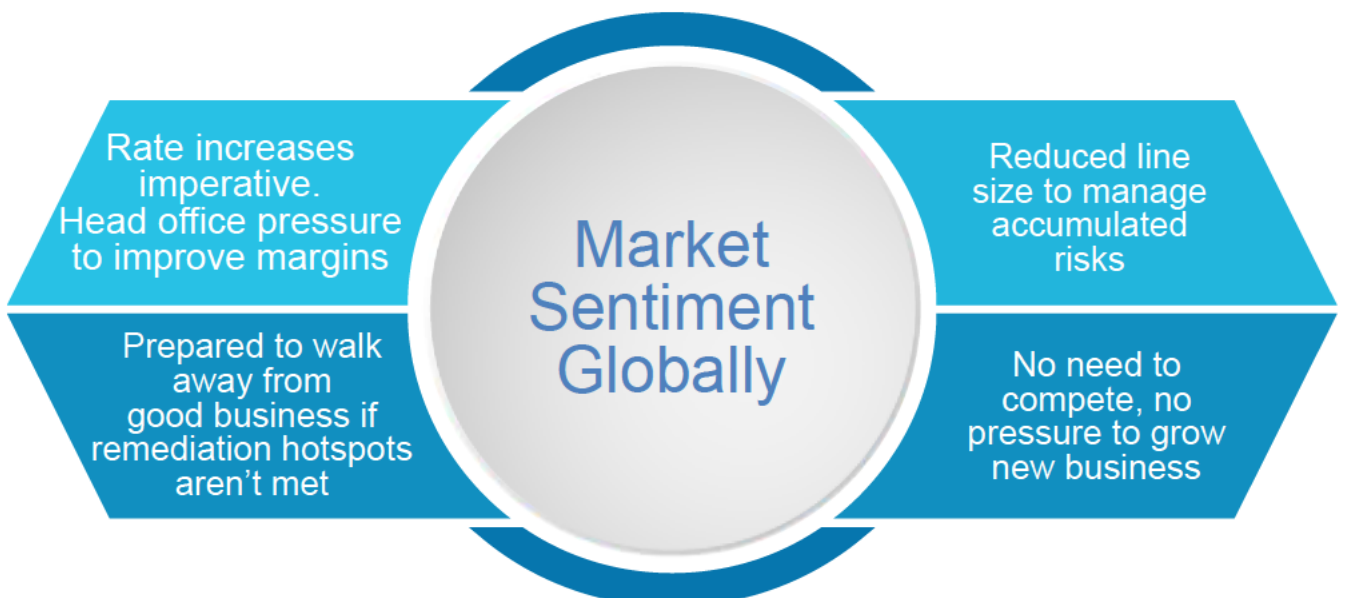 Rate increases
imperative.
Head office pressure
to improve margins
Prepared to walk
away from
good business if
remediation hotspots
aren’t met
Market
Sentiment
Globally
Reduced line
size to manage
accumulated
risks
No need to
compete, no
pressure to grow
new business